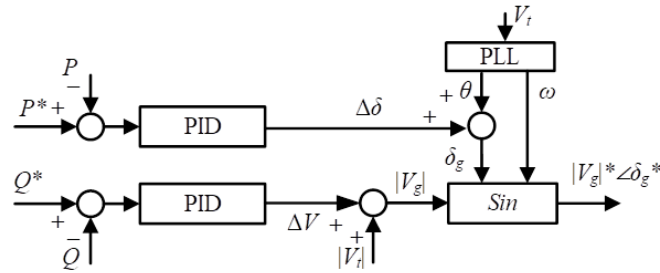 V_t
PLL
P
−
θ
ω
+
P* +
PID
Δδ
+
δ_g
Q*
|V_g|
|V_g|*∠δ_g*
PID
Sin
+
−
ΔV +
+
Q
|V_t|